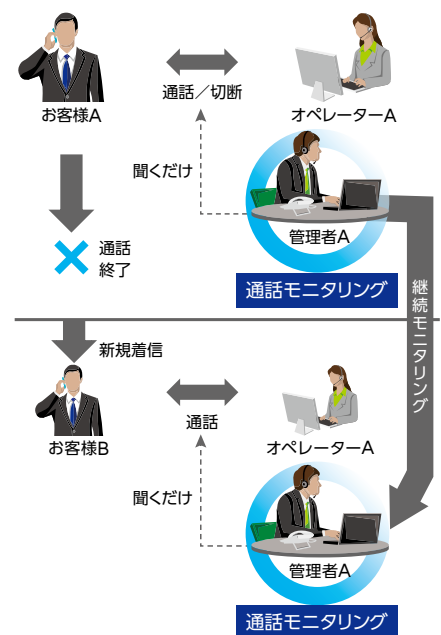 通話／切断
お客様A
オペレーターA
聞くだけ
管理者A
通話
終了
通話モニタリング
継続モニタリング
新規着信
通話
お客様B
オペレーターA
聞くだけ
管理者A
通話モニタリング